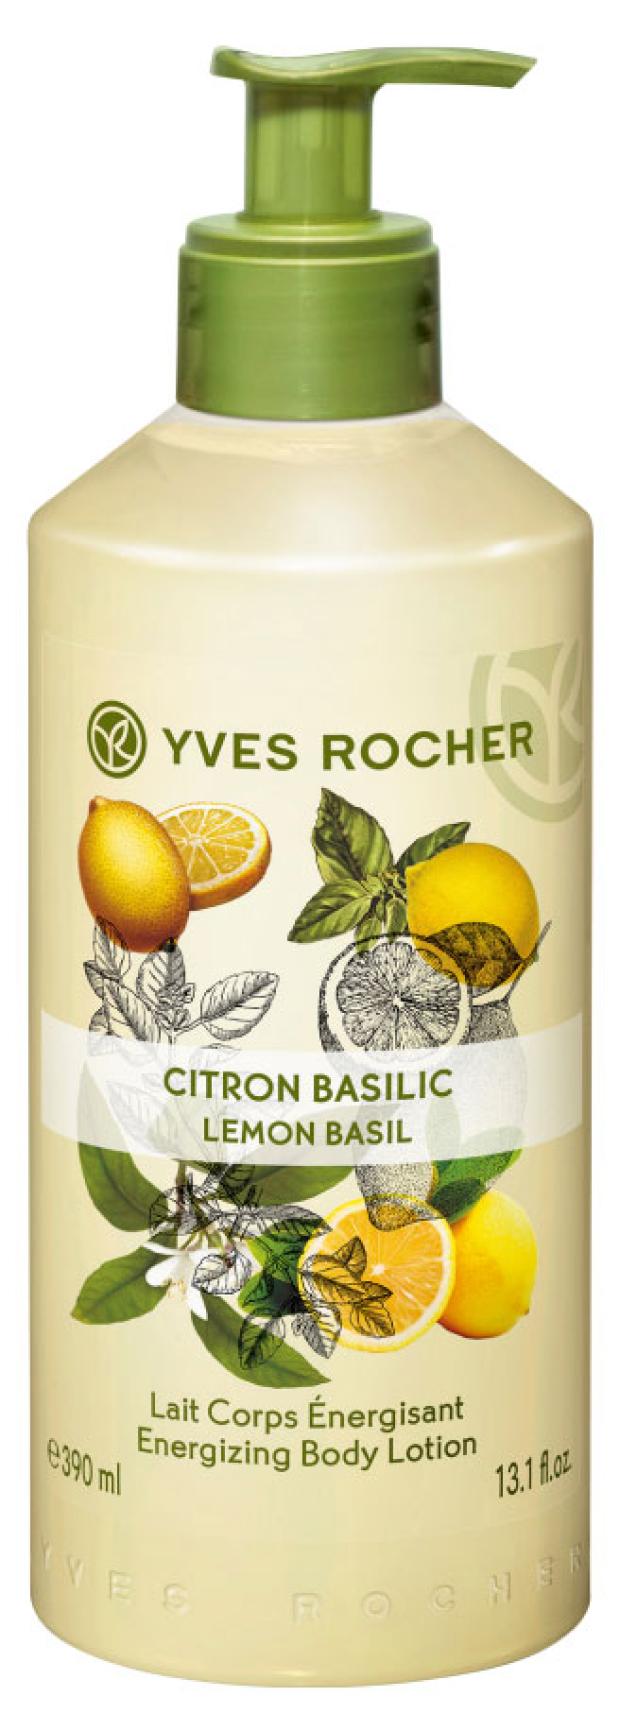 YVES ROCHER
CITRON BASILIC
LEMON BASIL
Lait Corps Énergisant
Energizing Body Lotion
℮390 ml
13.1 fl.oz.
YVES ROCHER